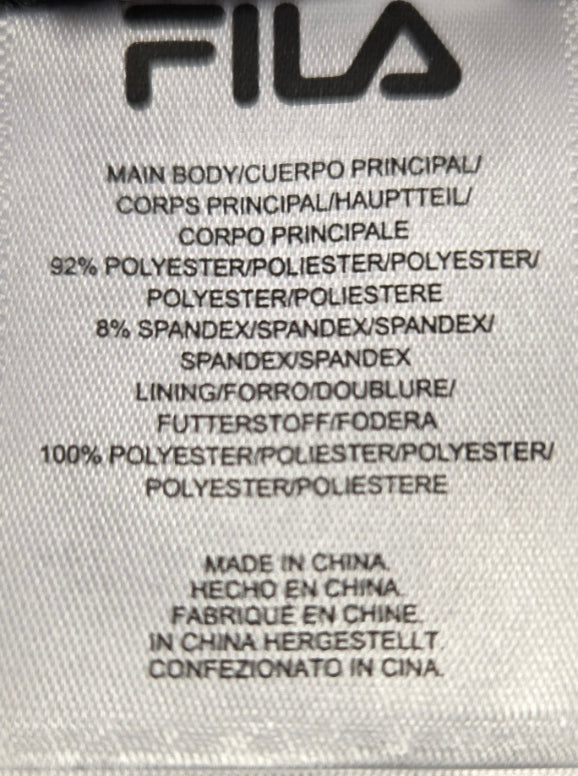 FILA
MAIN BODY/CUERPO PRINCIPAL/
CORPS PRINCIPAL/HAUPTTEIL/
CORPO PRINCIPALE
92% POLYESTER/POLIESTER/POLYESTER/
POLYESTER/POLIESTERE
8% SPANDEX/SPANDEX/SPANDEX/
SPANDEX/SPANDEX
LINING/FORRO/DOUBLURE/
FUTTERSTOFF/FODERA
100% POLYESTER/POLIESTER/POLYESTER/
POLYESTER/POLIESTERE
MADE IN CHINA.
HECHO EN CHINA.
FABRIQUÉ EN CHINE.
IN CHINA HERGESTELLT.
CONFEZIONATO IN CINA.